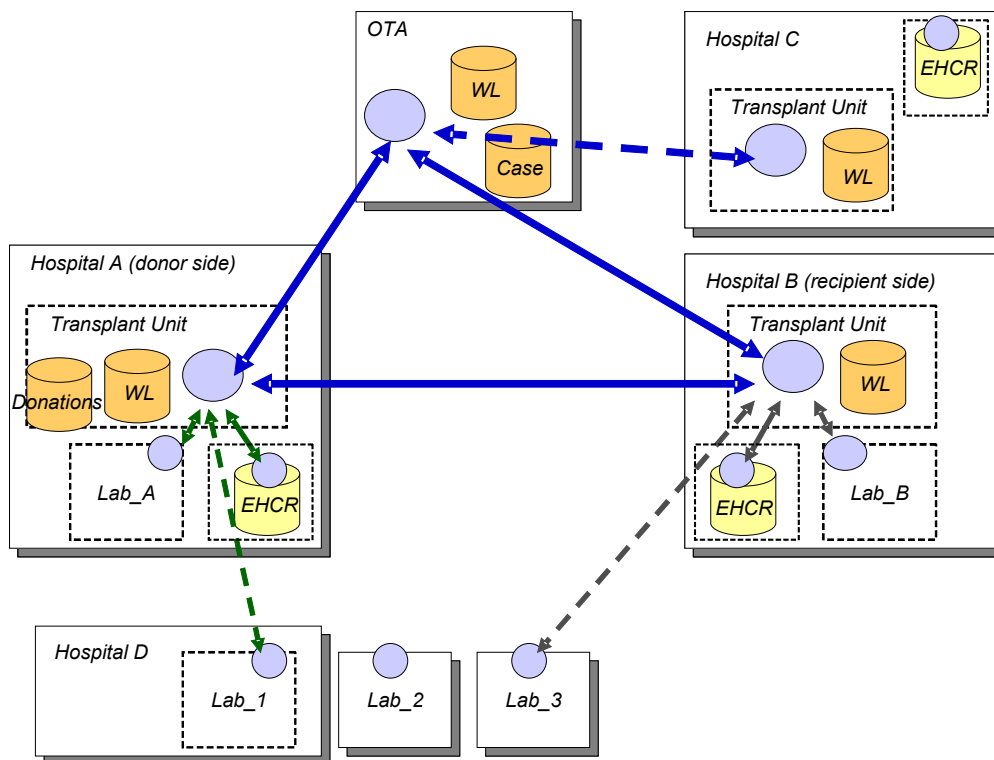 OTA
WL
Case
Hospital C
EHCR
Transplant Unit
WL
Hospital A (donor side)
Transplant Unit
Donations
WL
Lab_A
EHCR
Hospital B (recipient side)
Transplant Unit
WL
EHCR
Lab_B
Hospital D
Lab_1
Lab_2
Lab_3